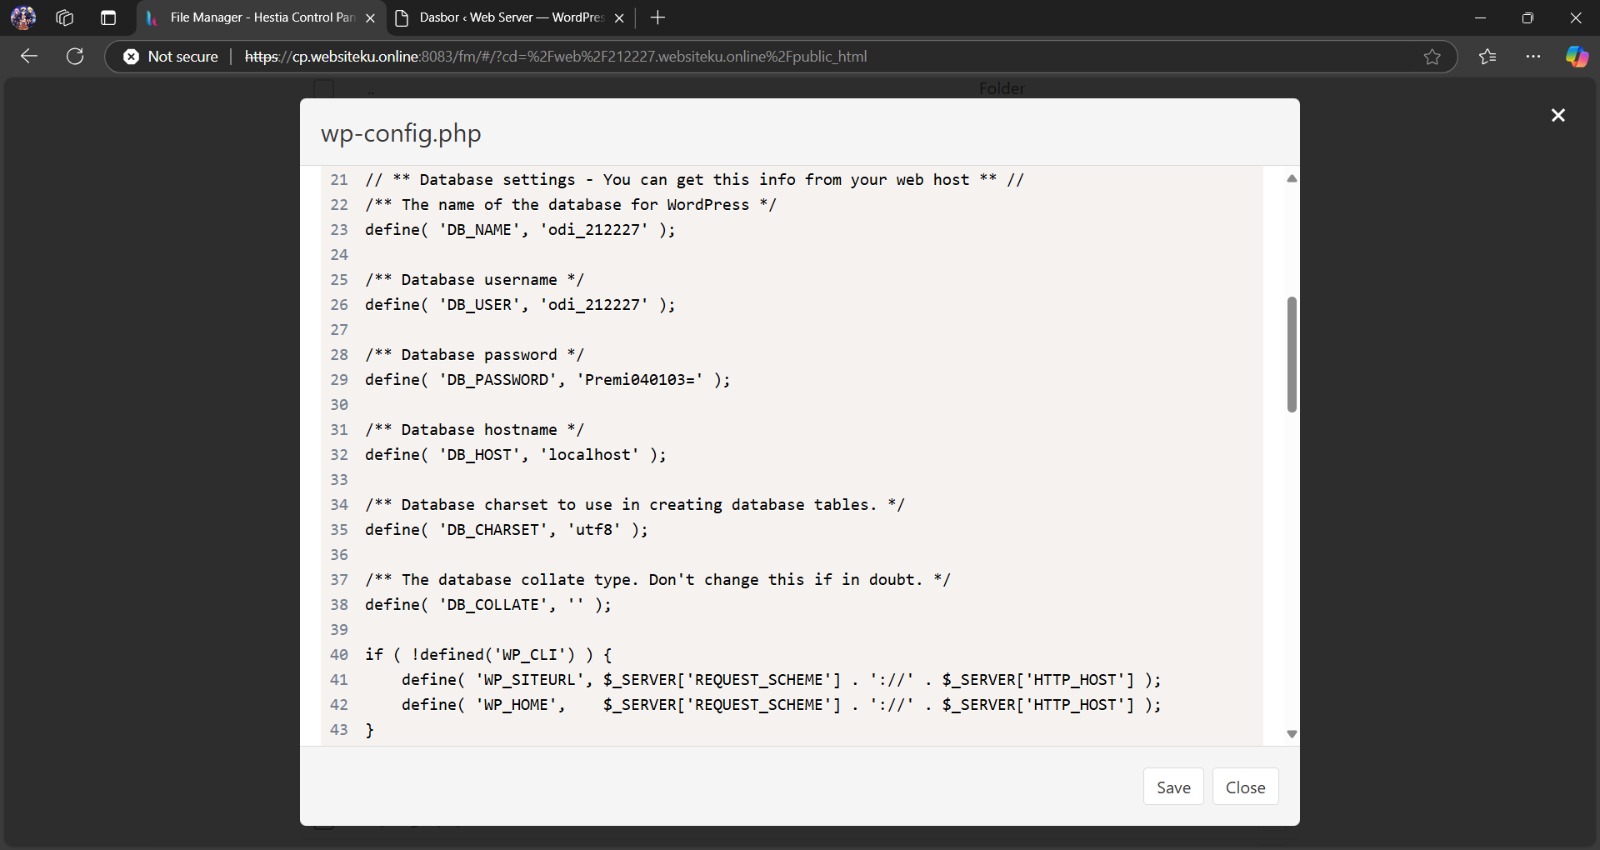 File Manager - Hestia Control Pan
Dasbor ‹ Web Server — WordPres
Not secure
https://cp.websiteku.online:8083/fm/#/?cd=%2Fweb%2F212227.websiteku.online%2Fpublic_html
..
Folder
wp-config.php
21 // ** Database settings - You can get this info from your web host ** //
22 /** The name of the database for WordPress */
23 define( 'DB_NAME', 'odi_212227' );
24
25 /** Database username */
26 define( 'DB_USER', 'odi_212227' );
27
28 /** Database password */
29 define( 'DB_PASSWORD', 'Premi040103=' );
30
31 /** Database hostname */
32 define( 'DB_HOST', 'localhost' );
33
34 /** Database charset to use in creating database tables. */
35 define( 'DB_CHARSET', 'utf8' );
36
37 /** The database collate type. Don't change this if in doubt. */
38 define( 'DB_COLLATE', '' );
39
40 if ( !defined('WP_CLI') ) {
41     define( 'WP_SITEURL', $_SERVER['REQUEST_SCHEME'] . '://' . $_SERVER['HTTP_HOST'] );
42     define( 'WP_HOME',    $_SERVER['REQUEST_SCHEME'] . '://' . $_SERVER['HTTP_HOST'] );
43 }
Save
Close